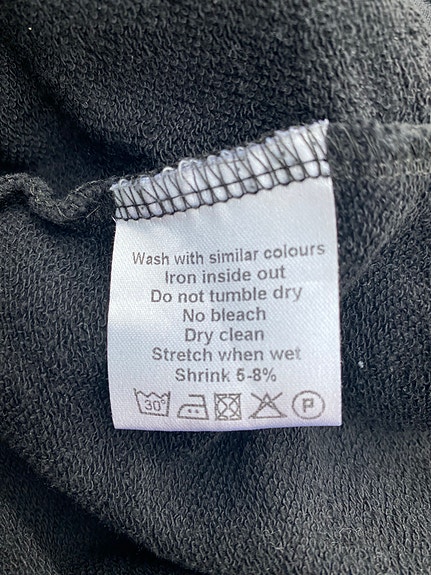 Wash with similar colours
Iron inside out
Do not tumble dry
No bleach
Dry clean
Stretch when wet
Shrink 5-8%
30° P